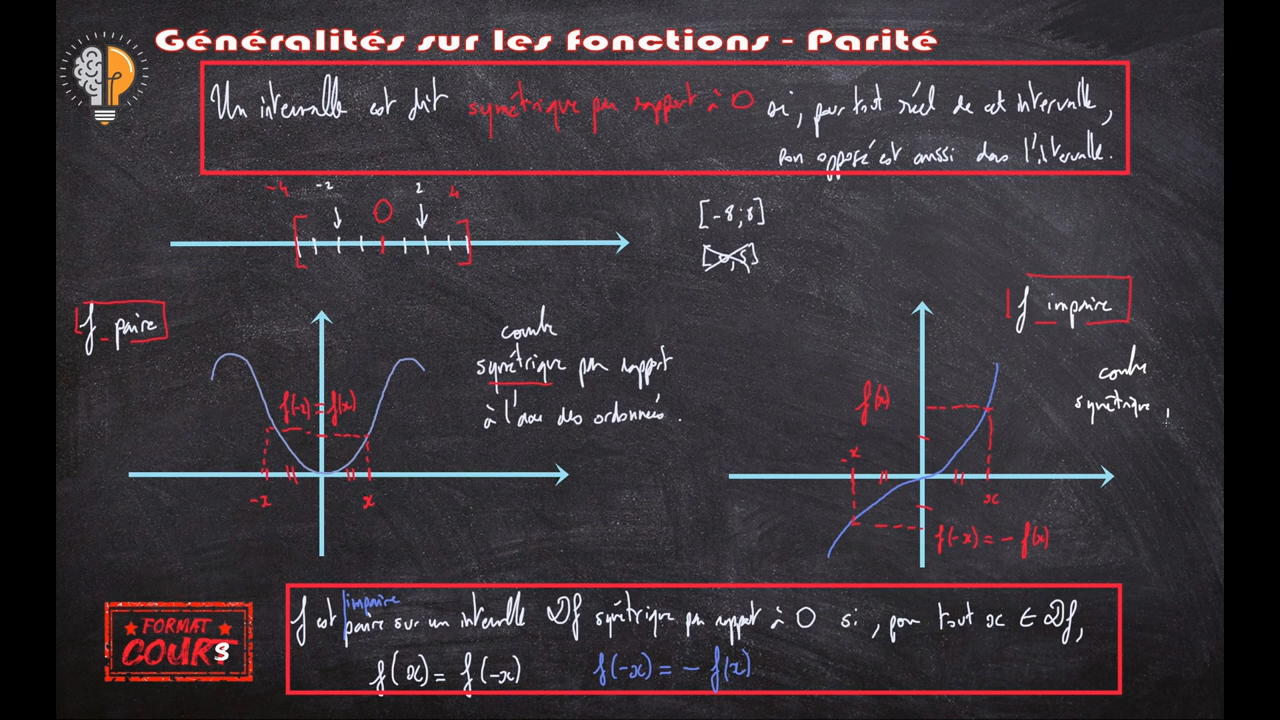 Généralités sur les fonctions - Parité
Un intervalle est dit symétrique par rapport à 0 si, pour tout réel de cet intervalle,
son opposé est aussi dans l'intervalle.
-4 -2 0 2 4
[-8;8]
f paire
courbe
symétrique par rapport
à l'axe des ordonnées.
f(-x) = f(x)
-x x
f impaire
courbe
symétrique
f(x)
-x
x
f(-x) = - f(x)
FORMAT
COURS
impaire
f est paire sur un intervalle Df symétrique par rapport à 0 si, pour tout x ∈ Df,
f(x) = f(-x) f(-x) = - f(x)